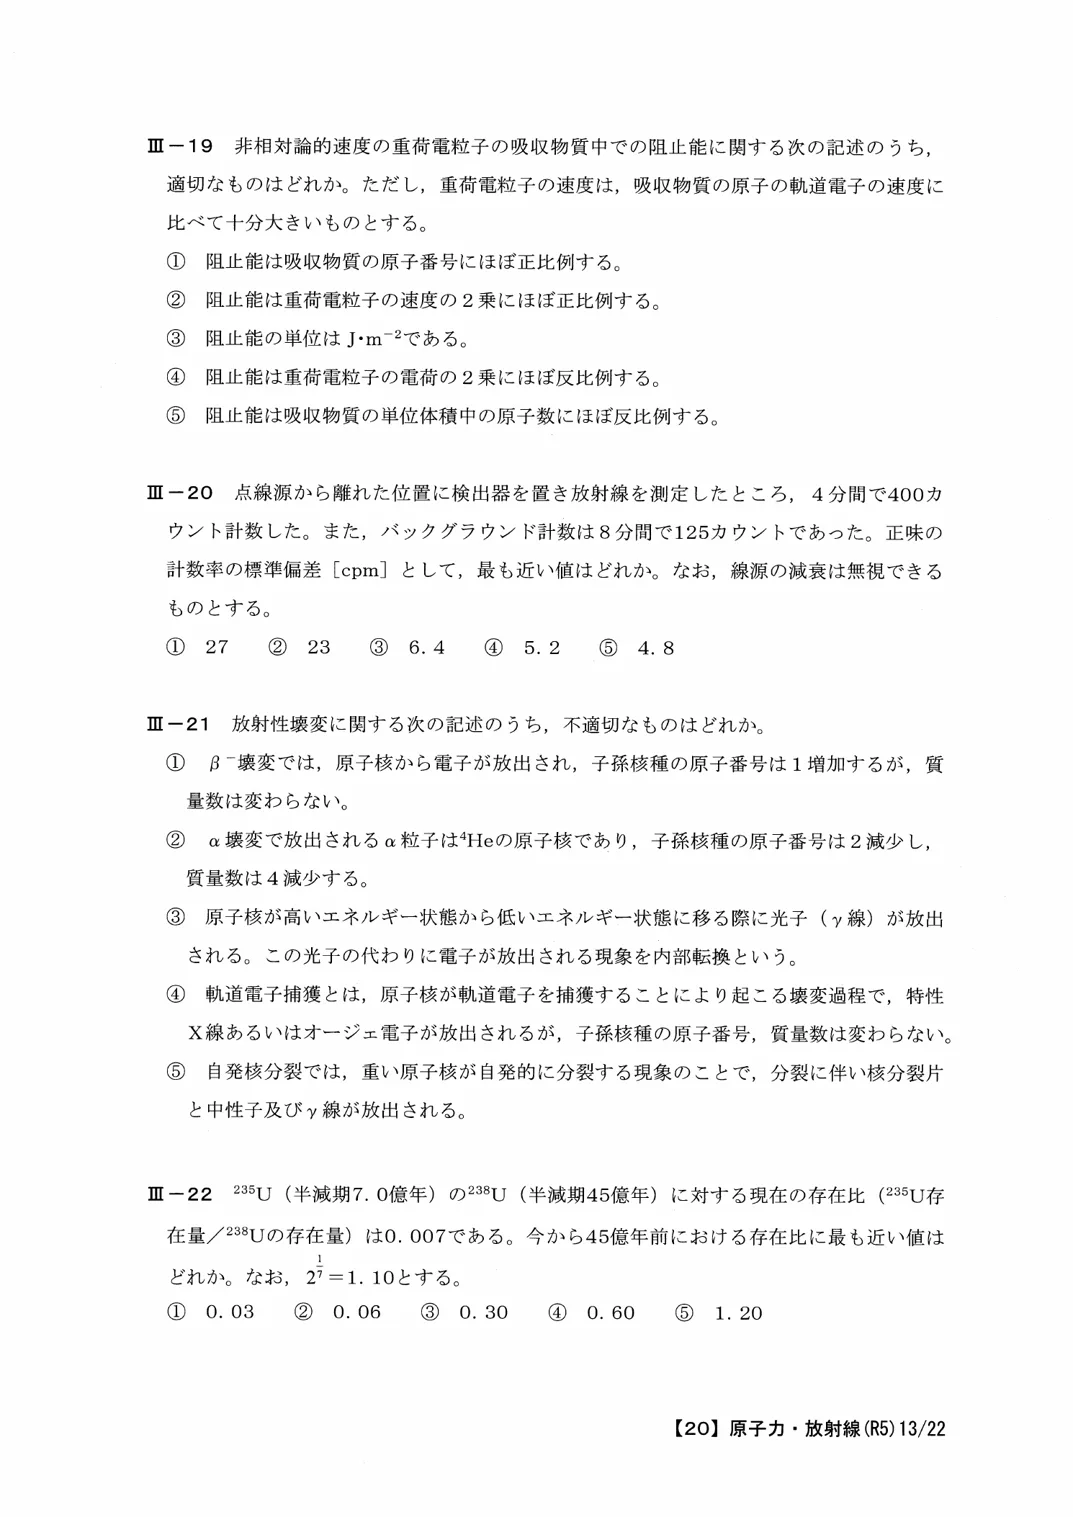 Ⅲ－19　非相対論的速度の重荷電粒子の吸収物質中での阻止能に関する次の記述のうち，
適切なものはどれか。ただし，重荷電粒子の速度は，吸収物質の原子の軌道電子の速度に
比べて十分大きいものとする。
①　阻止能は吸収物質の原子番号にほぼ正比例する。
②　阻止能は重荷電粒子の速度の２乗にほぼ正比例する。
③　阻止能の単位は J･m⁻²である。
④　阻止能は重荷電粒子の電荷の２乗にほぼ反比例する。
⑤　阻止能は吸収物質の単位体積中の原子数にほぼ反比例する。
Ⅲ－20　点線源から離れた位置に検出器を置き放射線を測定したところ，４分間で400カ
ウント計数した。また，バックグラウンド計数は８分間で125カウントであった。正味の
計数率の標準偏差［cpm］として，最も近い値はどれか。なお，線源の減衰は無視できる
ものとする。
①　27　②　23　③　6.4　④　5.2　⑤　4.8
Ⅲ－21　放射性壊変に関する次の記述のうち，不適切なものはどれか。
①　β⁻壊変では，原子核から電子が放出され，子孫核種の原子番号は１増加するが，質
量数は変わらない。
②　α壊変で放出されるα粒子は⁴Heの原子核であり，子孫核種の原子番号は２減少し，
質量数は４減少する。
③　原子核が高いエネルギー状態から低いエネルギー状態に移る際に光子（γ線）が放出
される。この光子の代わりに電子が放出される現象を内部転換という。
④　軌道電子捕獲とは，原子核が軌道電子を捕獲することにより起こる壊変過程で，特性
X線あるいはオージェ電子が放出されるが，子孫核種の原子番号，質量数は変わらない。
⑤　自発核分裂では，重い原子核が自発的に分裂する現象のことで，分裂に伴い核分裂片
と中性子及びγ線が放出される。
Ⅲ－22　²³⁵U（半減期7.0億年）の²³⁸U（半減期45億年）に対する現在の存在比（²³⁵U存
在量／²³⁸Uの存在量）は0.007である。今から45億年前における存在比に最も近い値は
どれか。なお，2^(1/7)＝1.10とする。
①　0.03　②　0.06　③　0.30　④　0.60　⑤　1.20
【20】原子力・放射線(R5)13/22